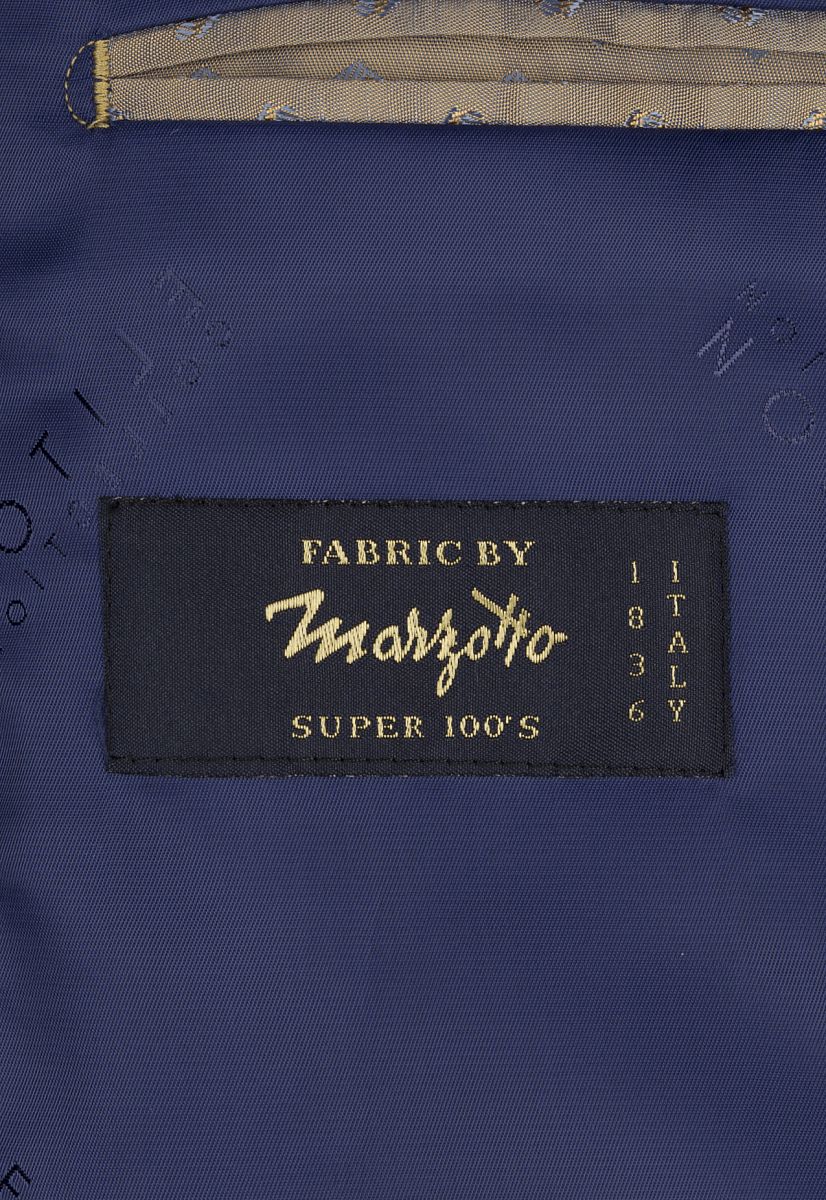 FABRIC BY
Marzotto
SUPER 100'S
1836
ITALY